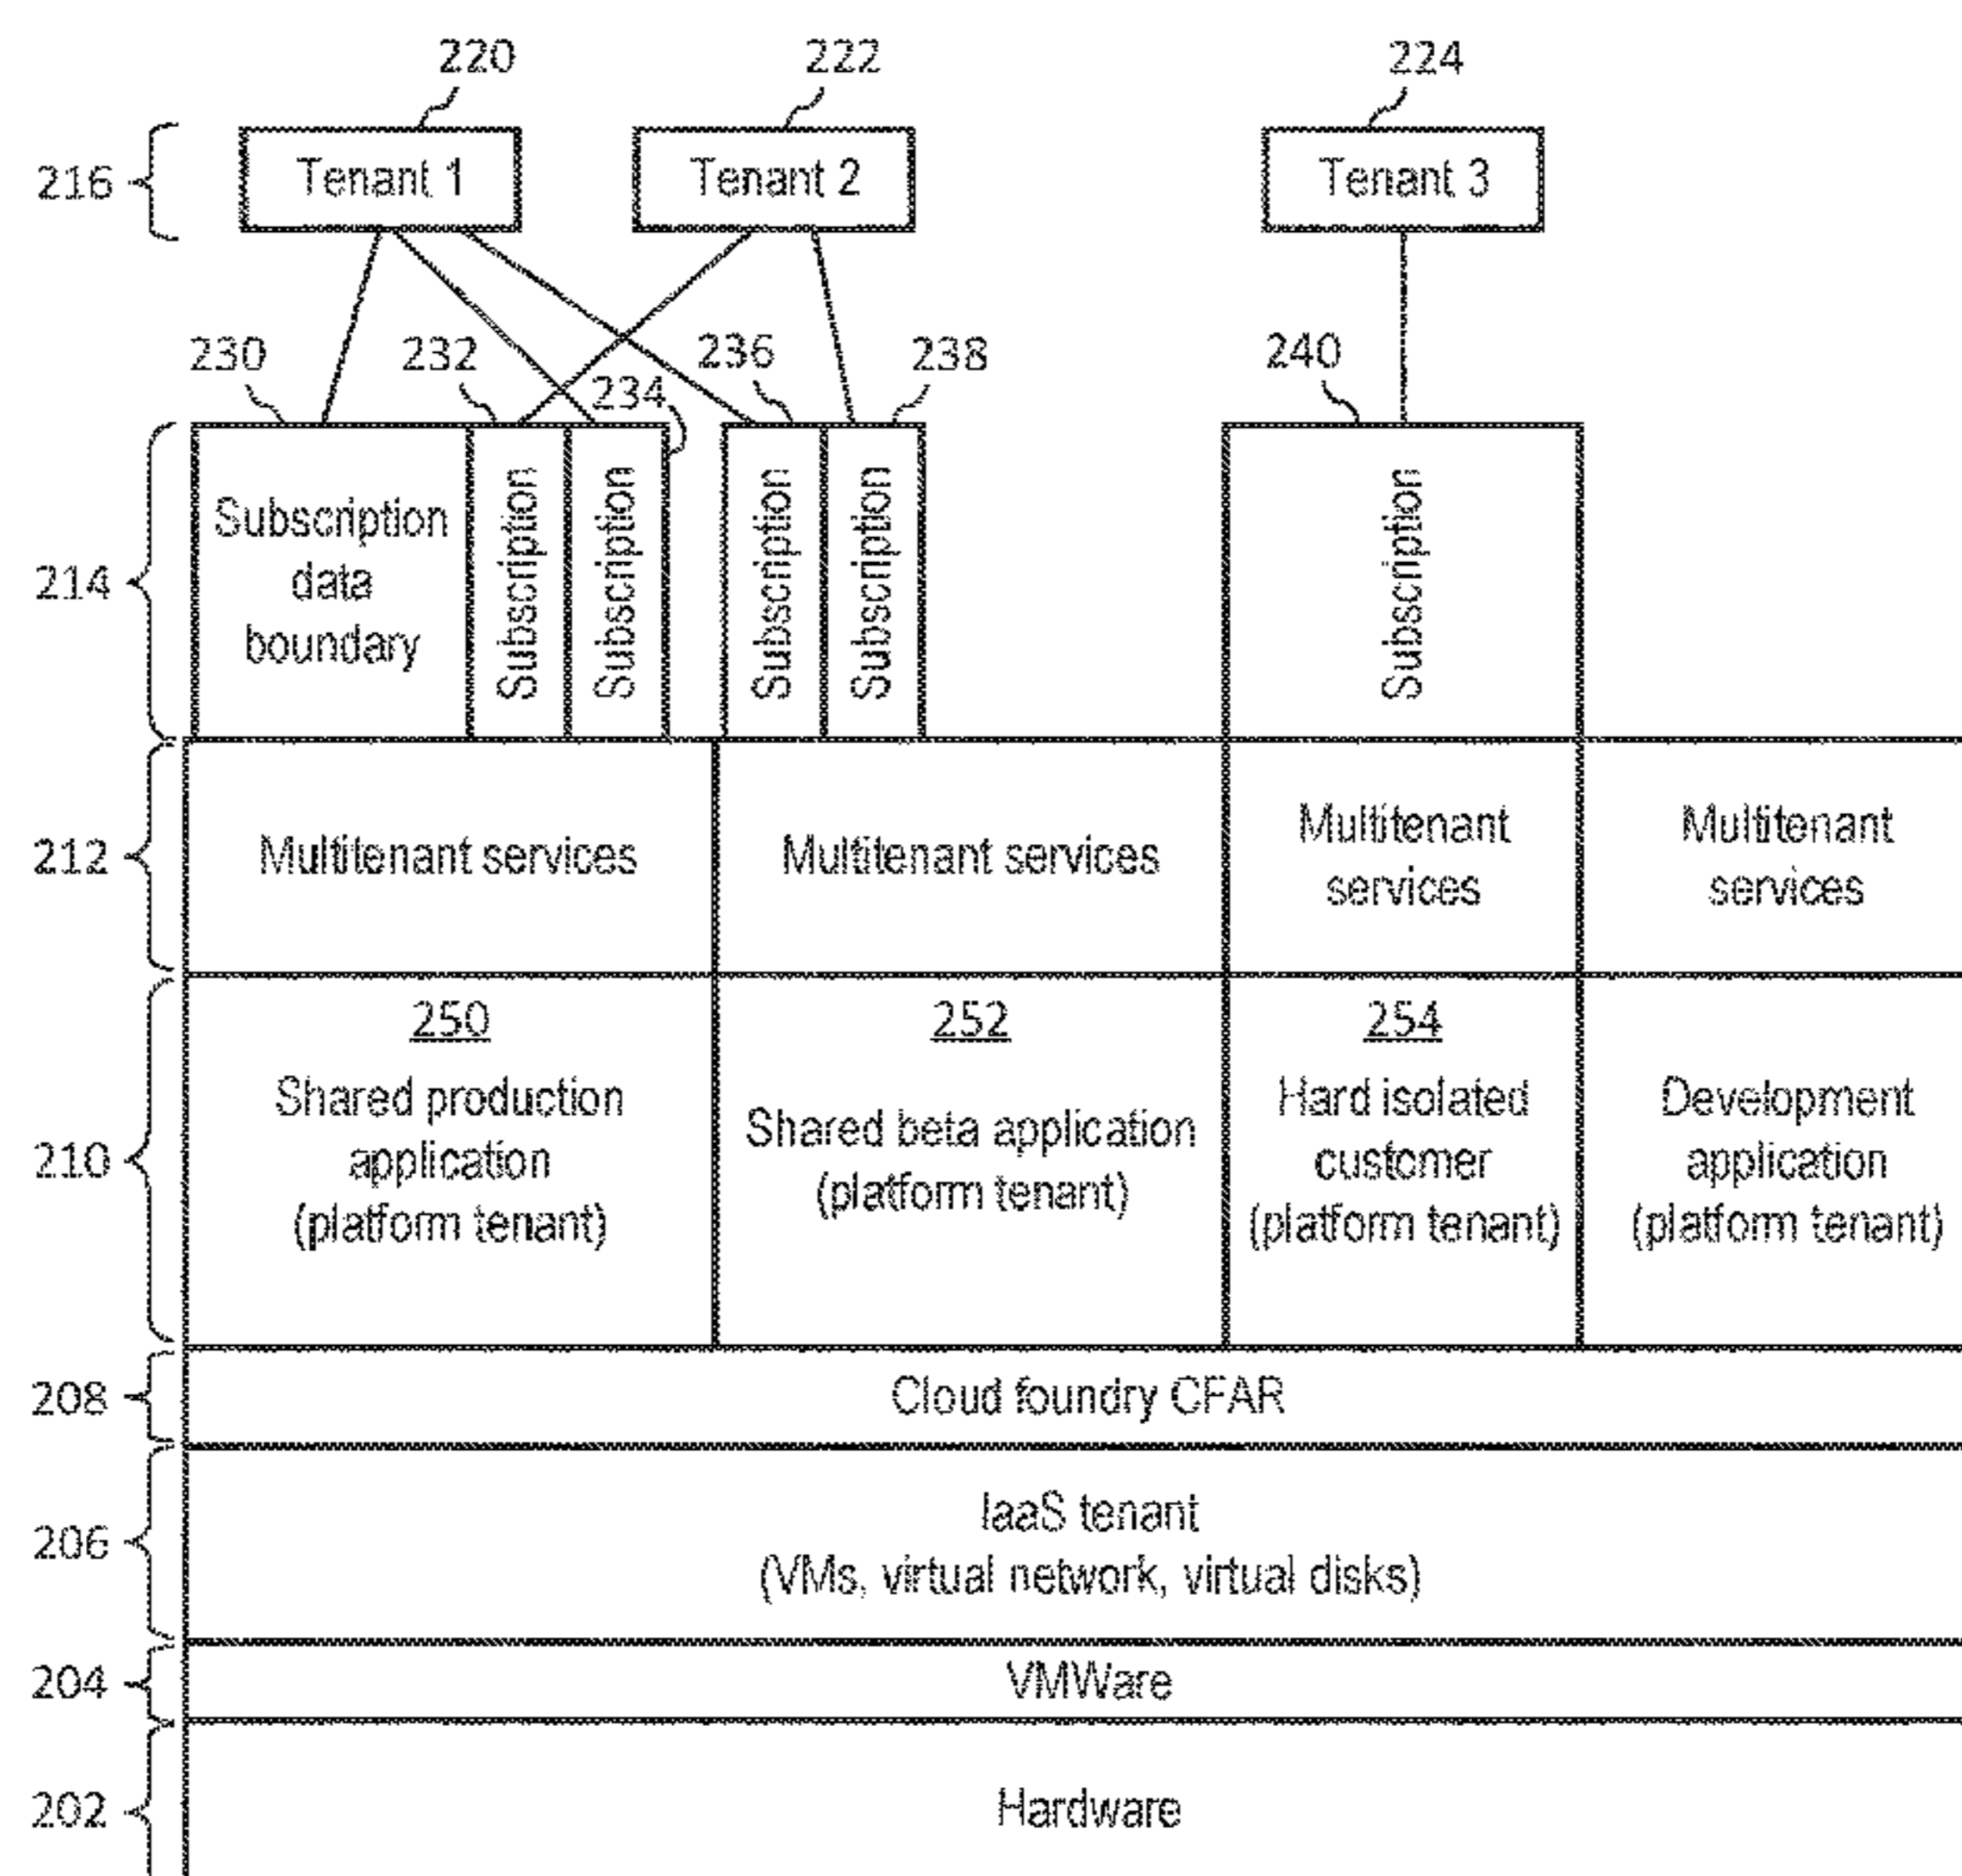 220
222
224
216
Tenant 1
Tenant 2
Tenant 3
230
232
234
236
238
240
214
Subscription
data
boundary
Subscription
Subscription
Subscription
Subscription
Subscription
212
Multitenant services
Multitenant services
Multitenant
services
Multitenant
services
210
250
Shared production
application
(platform tenant)
252
Shared beta application
(platform tenant)
254
Hard isolated
customer
(platform tenant)
Development
application
(platform tenant)
208
Cloud foundry CFAR
206
IaaS tenant
(VMs, virtual network, virtual disks)
204
VMWare
202
Hardware